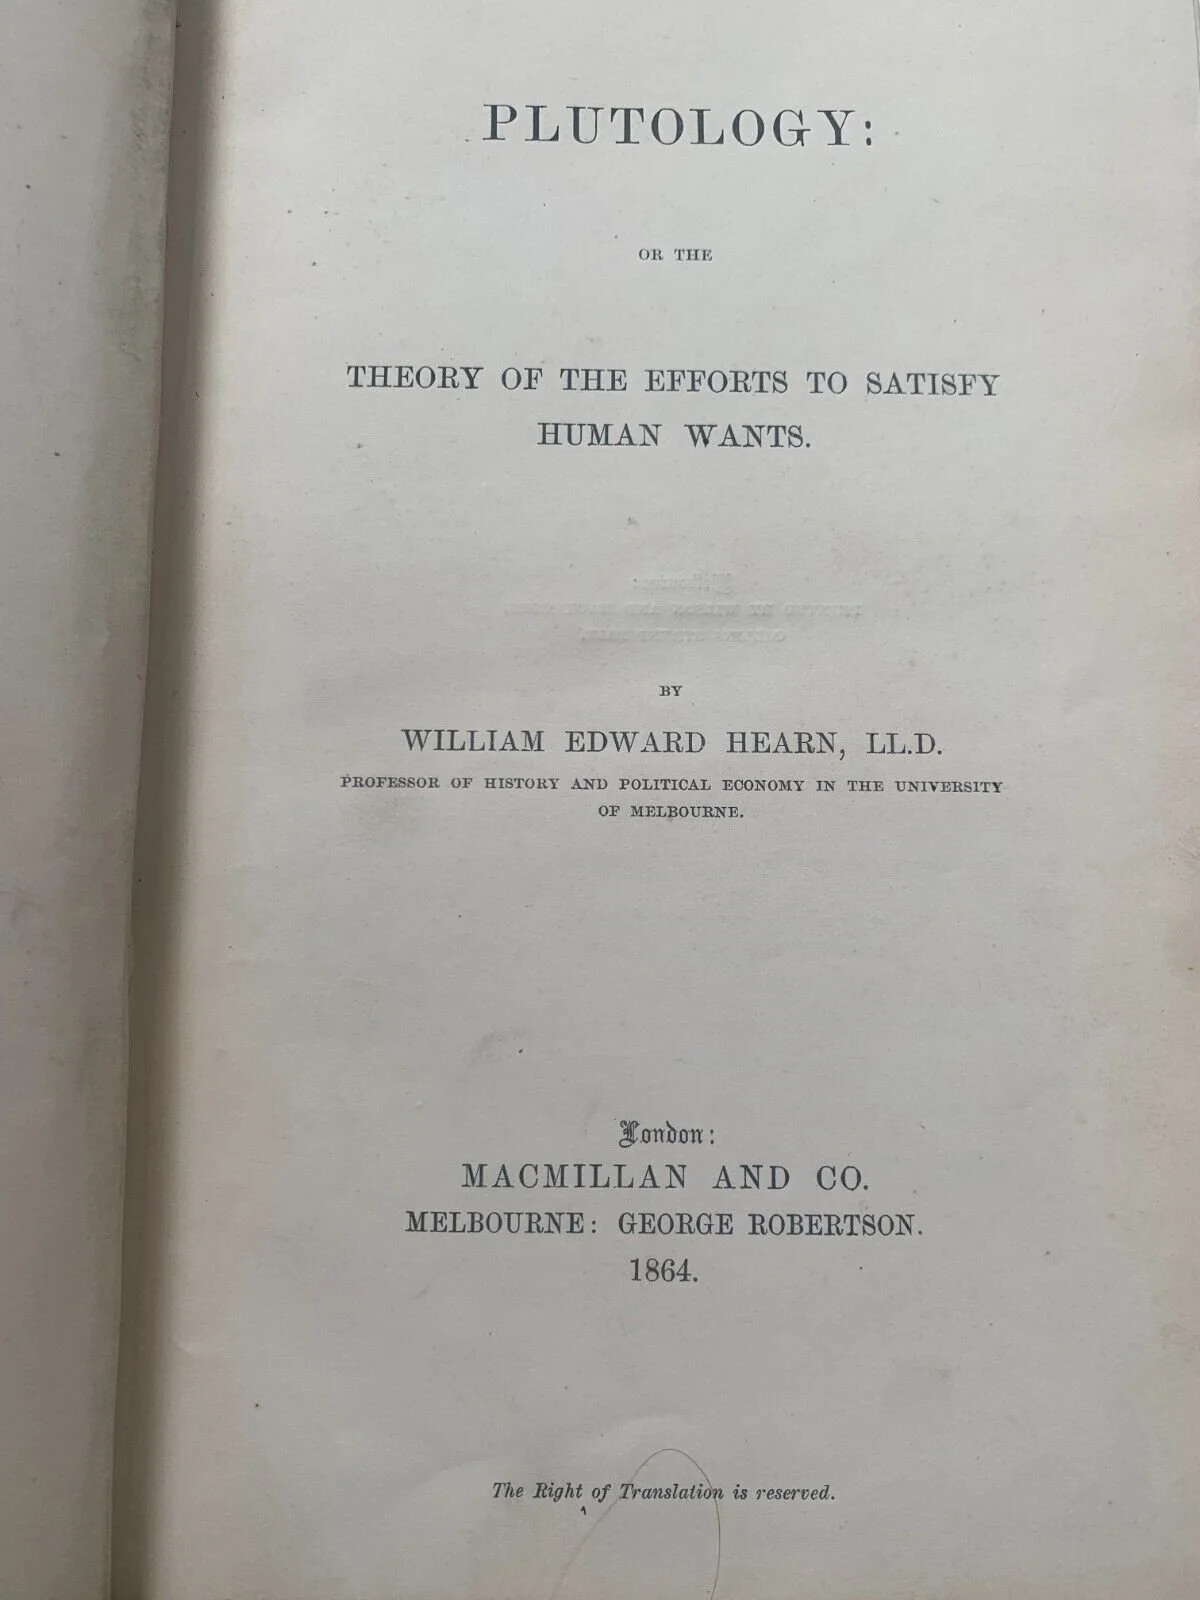 PLUTOLOGY:
OR THE
THEORY OF THE EFFORTS TO SATISFY
HUMAN WANTS.
BY
WILLIAM EDWARD HEARN, LL.D.
PROFESSOR OF HISTORY AND POLITICAL ECONOMY IN THE UNIVERSITY
OF MELBOURNE.
London:
MACMILLAN AND CO.
MELBOURNE: GEORGE ROBERTSON.
1864.
The Right of Translation is reserved.